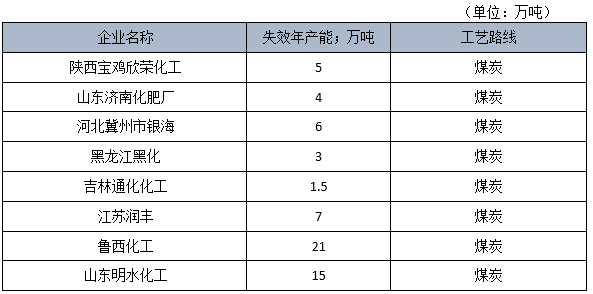 （单位：万吨）
企业名称 失效年产能；万吨 工艺路线
陕西宝鸡欣荣化工 5 煤炭
山东济南化肥厂 4 煤炭
河北冀州市银海 6 煤炭
黑龙江黑化 3 煤炭
吉林通化化工 1.5 煤炭
江苏润丰 7 煤炭
鲁西化工 21 煤炭
山东明水化工 15 煤炭